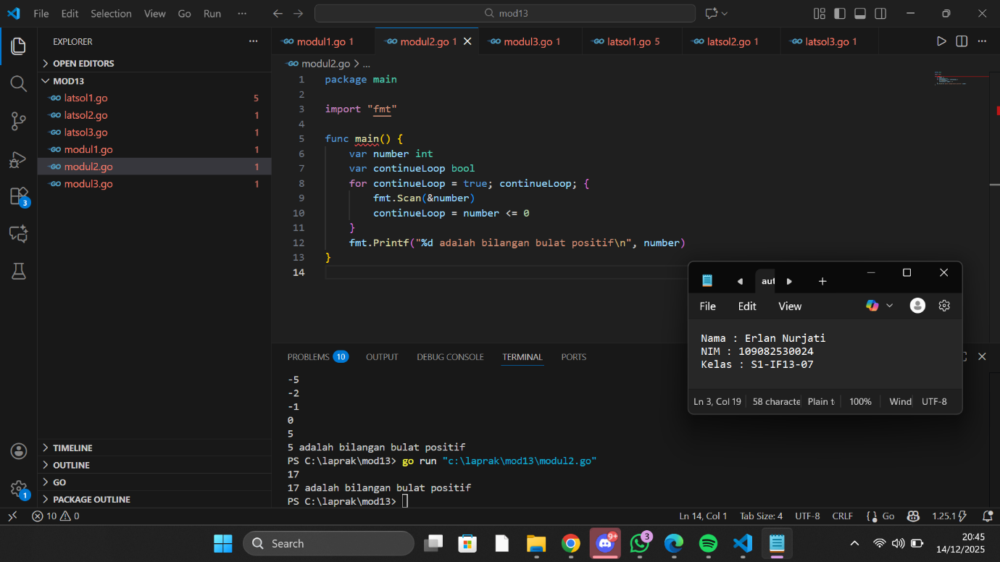 File Edit Selection View Go Run ···
mod13
EXPLORER
OPEN EDITORS
MOD13
latsol1.go 5
latsol2.go 1
latsol3.go 1
modul1.go 1
modul2.go 1
modul3.go 1
TIMELINE
OUTLINE
GO
PACKAGE OUTLINE
3
1
modul1.go 1
modul2.go 1
modul3.go 1
latsol1.go 5
latsol2.go 1
latsol3.go 1
modul2.go > ...
1 package main
2
3 import "fmt"
4
5 func main() {
6 var number int
7 var continueLoop bool
8 for continueLoop = true; continueLoop; {
9 fmt.Scan(&number)
10 continueLoop = number <= 0
11 }
12 fmt.Printf("%d adalah bilangan bulat positif\n", number)
13 }
14
PROBLEMS 10 OUTPUT DEBUG CONSOLE TERMINAL PORTS
-5
-2
-1
0
5
5 adalah bilangan bulat positif
PS C:\laprak\mod13> go run "c:\laprak\mod13\modul2.go"
17
17 adalah bilangan bulat positif
PS C:\laprak\mod13>
aut
File Edit View
Nama : Erlan Nurjati
NIM : 109082530024
Kelas : S1-IF13-07
Ln 3, Col 19 58 characte Plain t 100% Wind UTF-8
10 0 Ln 14, Col 1 Tab Size: 4 UTF-8 CRLF Go 1.25.1
Search
9+
3
20:45
14/12/2025